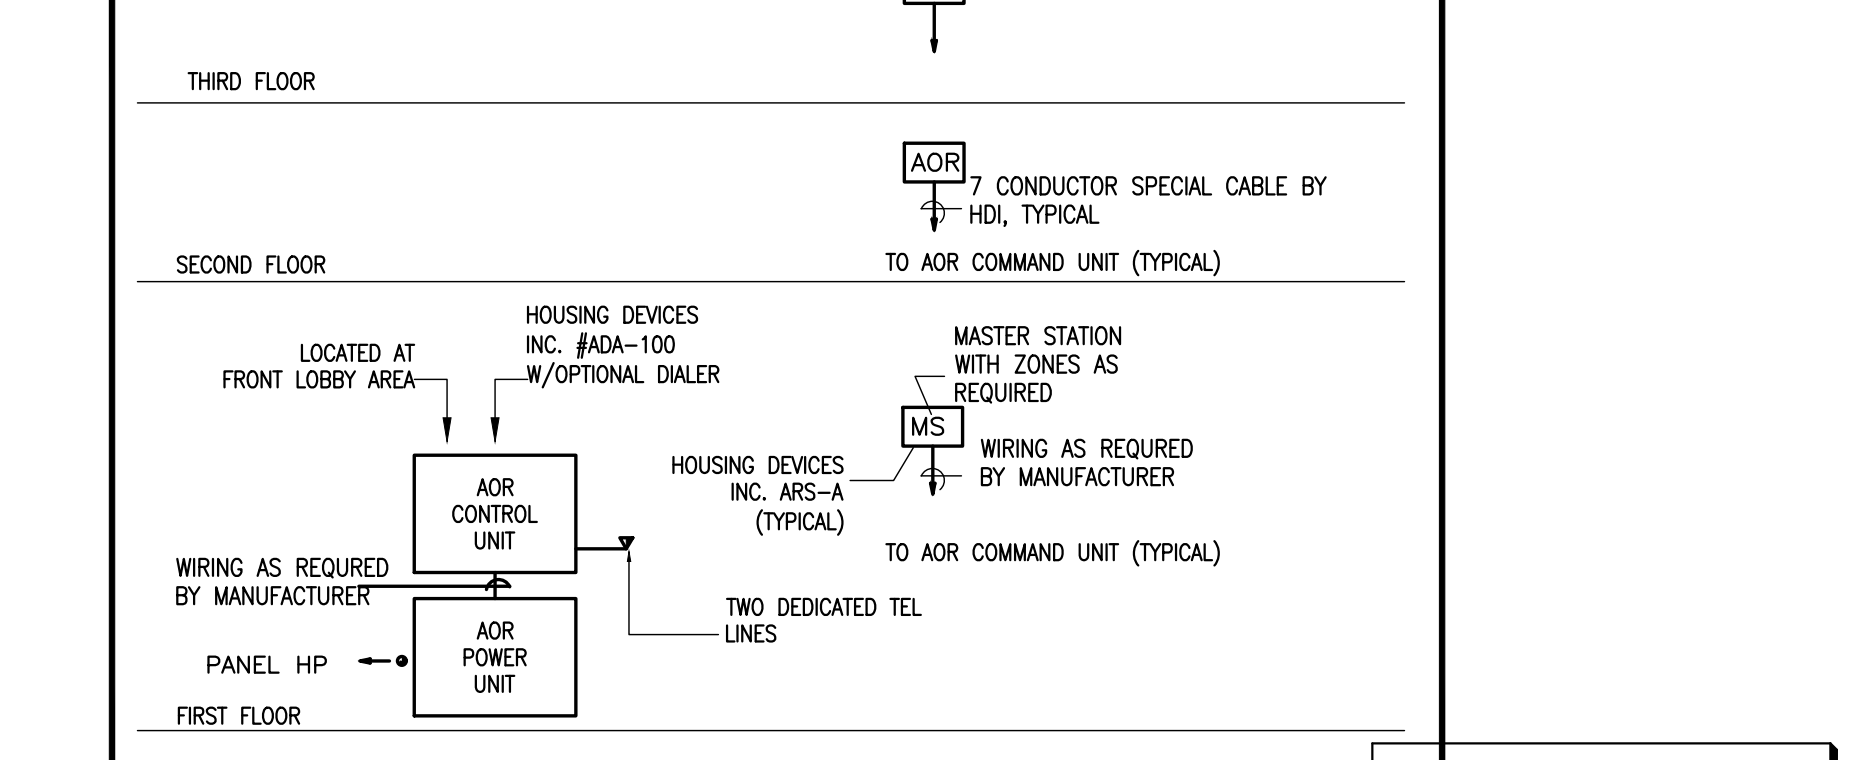 THIRD FLOOR
AOR
7 CONDUCTOR SPECIAL CABLE BY
HDI, TYPICAL
TO AOR COMMAND UNIT (TYPICAL)
SECOND FLOOR
HOUSING DEVICES
INC. #ADA-100
W/OPTIONAL DIALER
LOCATED AT
FRONT LOBBY AREA
MASTER STATION
WITH ZONES AS
REQUIRED
MS
WIRING AS REQURED
BY MANUFACTURER
HOUSING DEVICES
INC. ARS-A
(TYPICAL)
TO AOR COMMAND UNIT (TYPICAL)
AOR
CONTROL
UNIT
WIRING AS REQURED
BY MANUFACTURER
TWO DEDICATED TEL
LINES
AOR
POWER
UNIT
PANEL HP
FIRST FLOOR